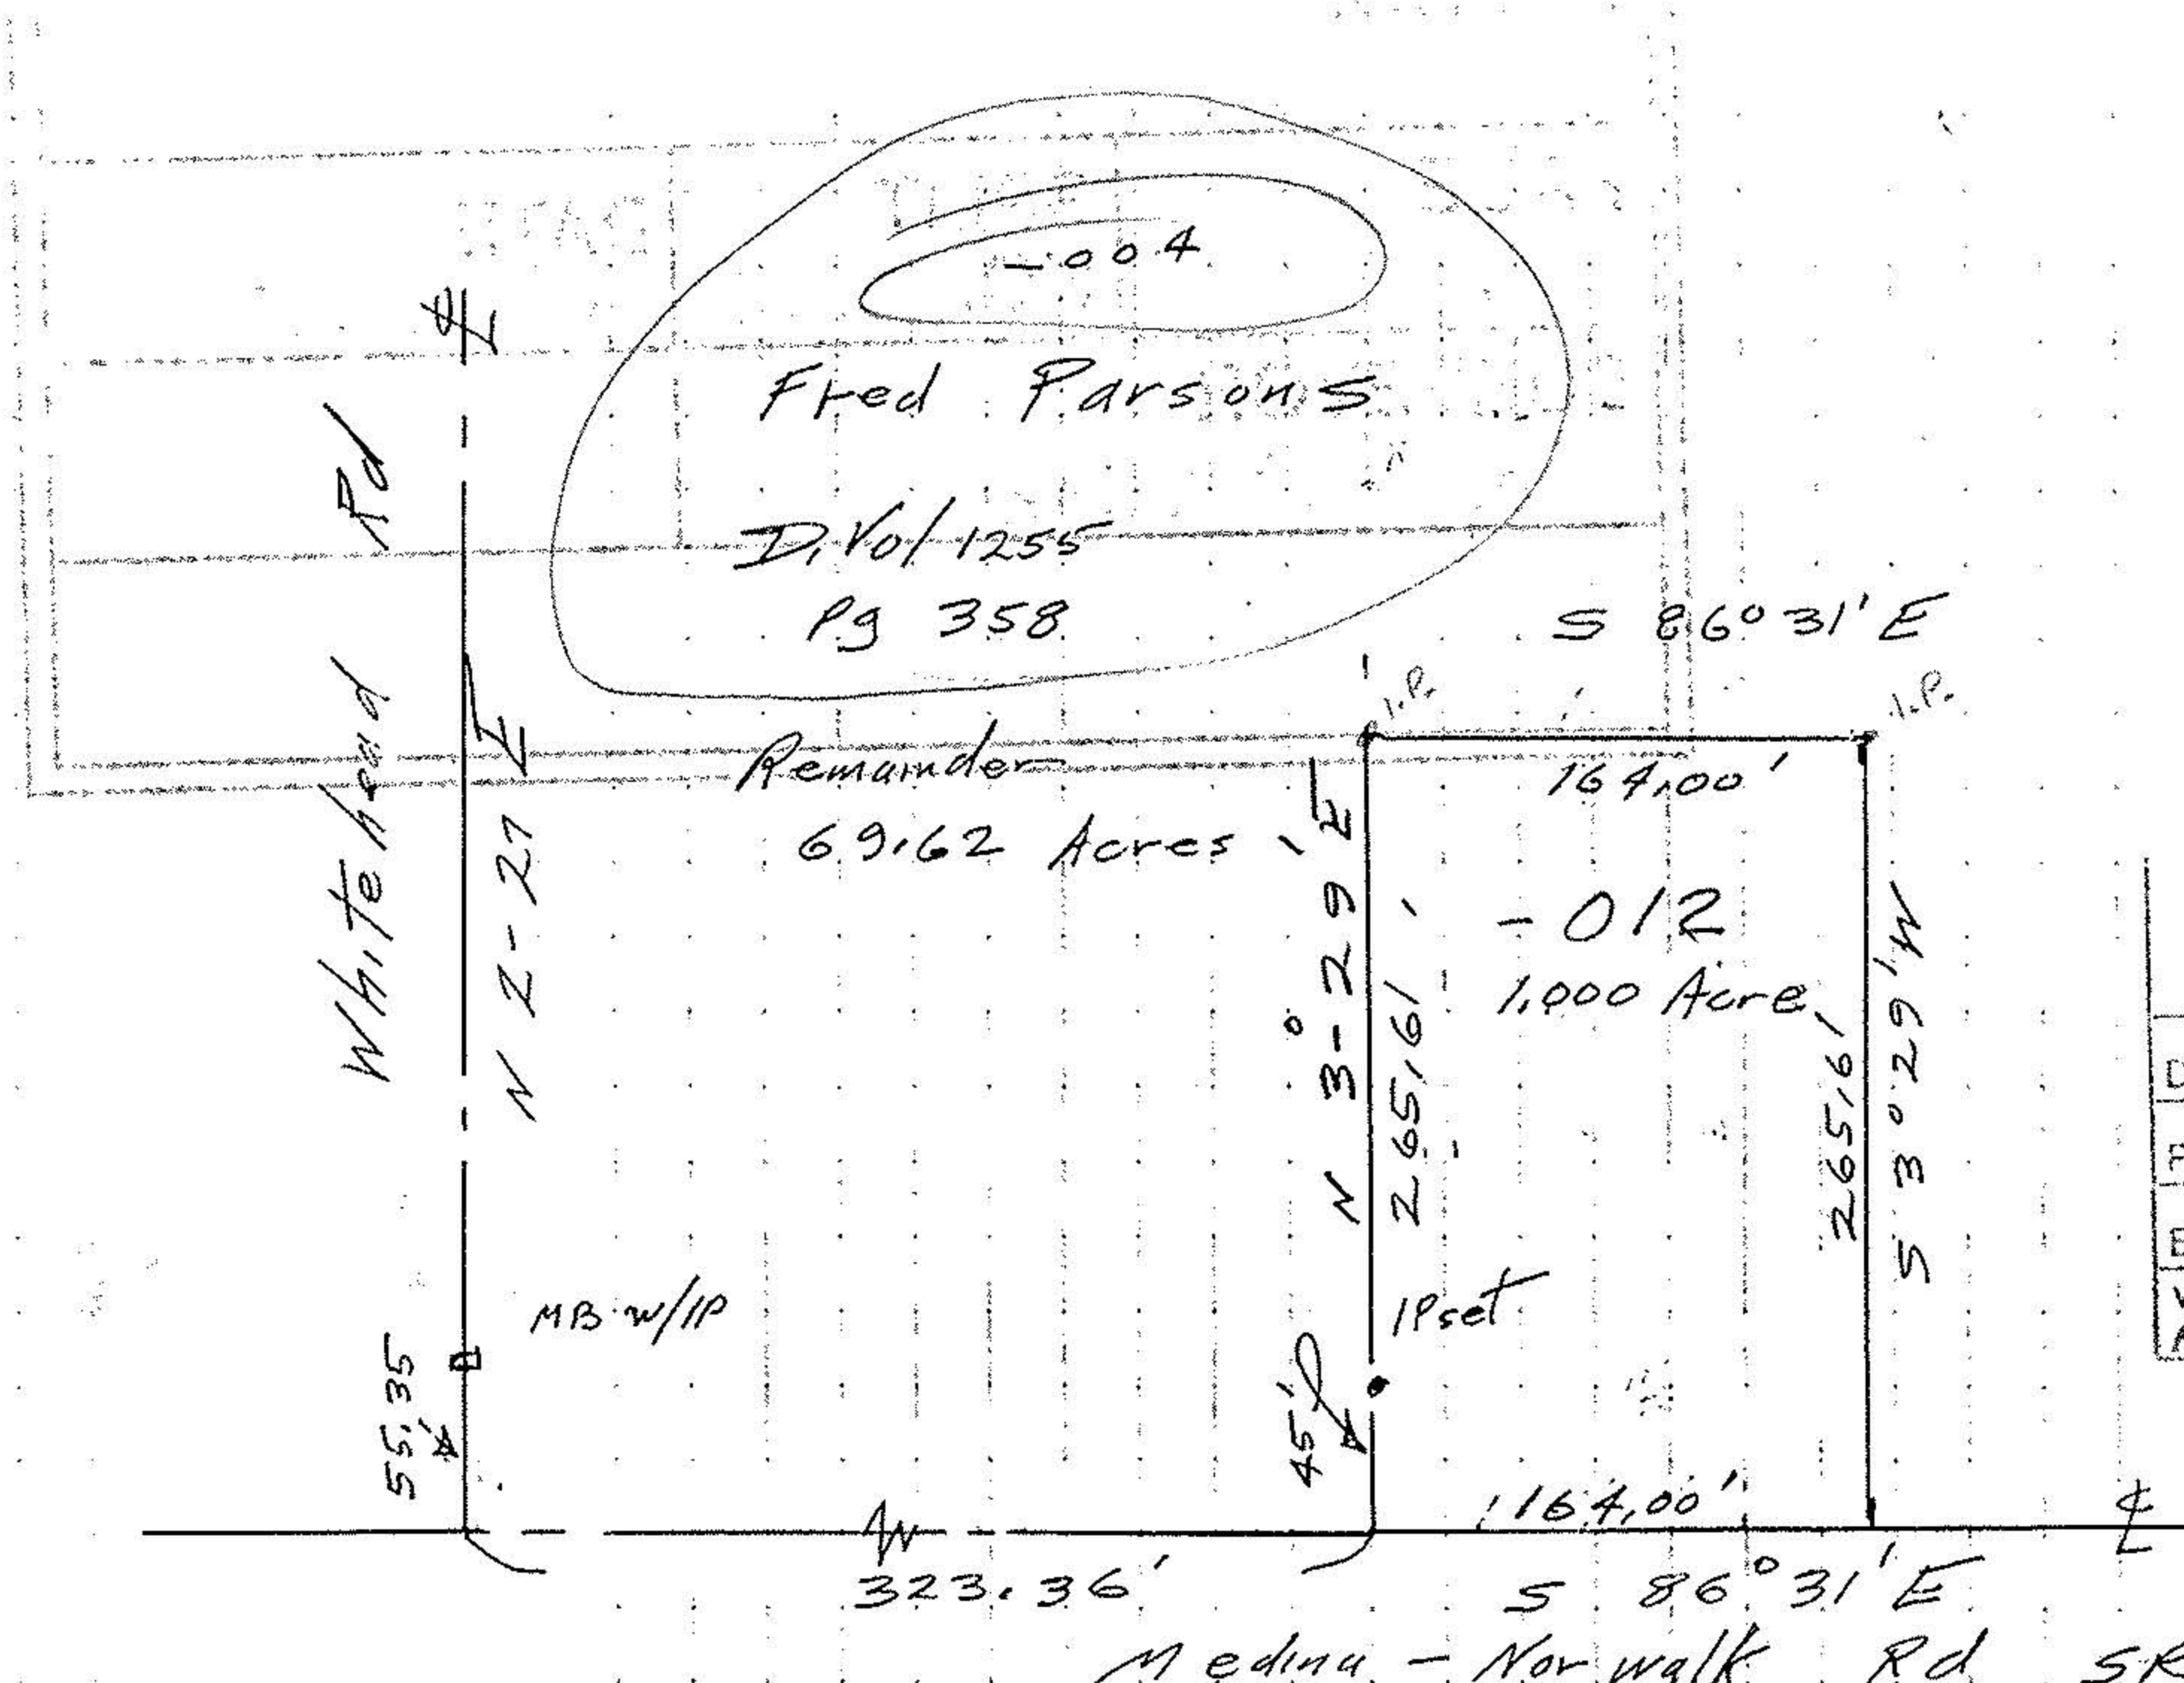 -004
Fred Parsons
D. Vol 1255
Pg 358
S 86° 31' E
I.P.
I.P.
Remainder
164.00'
69.62 Acres
Whitehead Rd
N 2-27 E
N 3°-29' E
265.61'
-012
1.000 Acre
265.61
S 3° 29' W
MB w/IP
IPset
55.35
45'
164.00'
323.36'
S 86° 31' E
Medina - Norwalk Rd SR